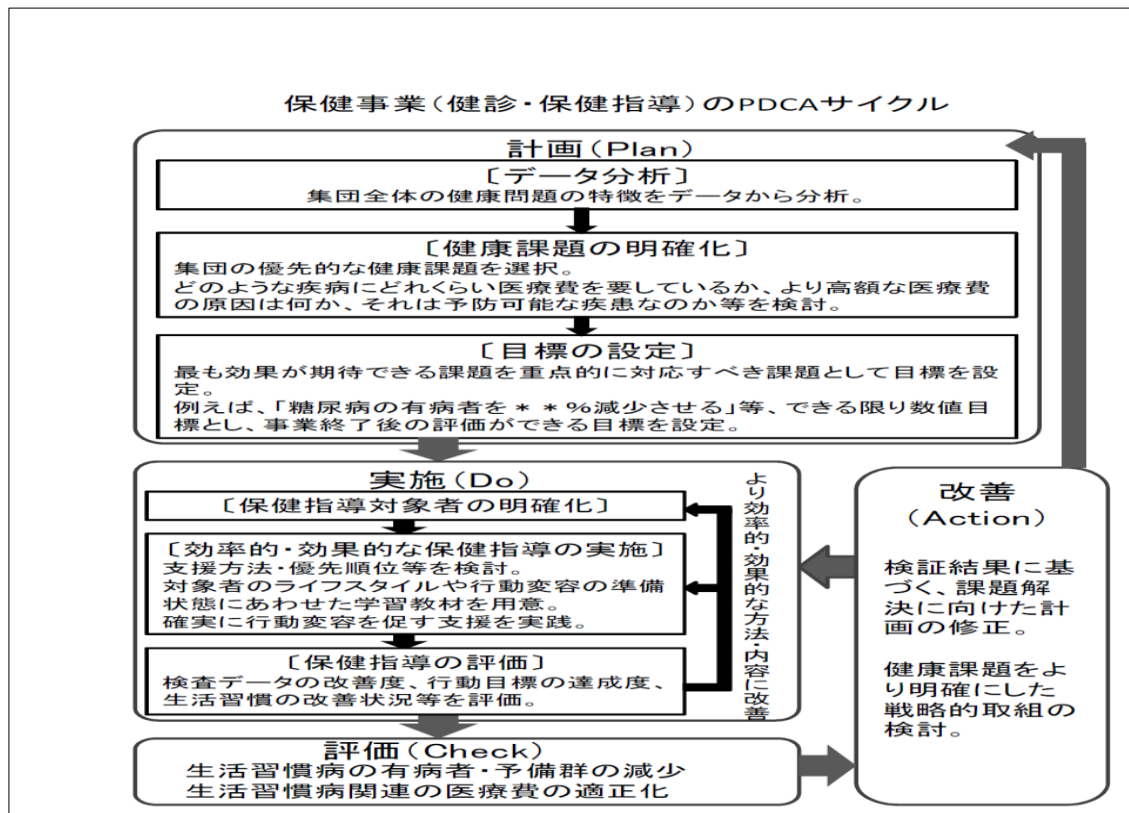 保健事業(健診・保健指導)のPDCAサイクル
計画(Plan)
〔データ分析〕
集団全体の健康問題の特徴をデータから分析。
〔健康課題の明確化〕
集団の優先的な健康課題を選択。
どのような疾病にどれくらい医療費を要しているか、より高額な医療費
の原因は何か、それは予防可能な疾患なのか等を検討。
〔目標の設定〕
最も効果が期待できる課題を重点的に対応すべき課題として目標を設
定。
例えば、「糖尿病の有病者を**%減少させる」等、できる限り数値目
標とし、事業終了後の評価ができる目標を設定。
実施(Do)
〔保健指導対象者の明確化〕
〔効率的・効果的な保健指導の実施〕
支援方法・優先順位等を検討。
対象者のライフスタイルや行動変容の準備
状態にあわせた学習教材を用意。
確実に行動変容を促す支援を実践。
〔保健指導の評価〕
検査データの改善度、行動目標の達成度、
生活習慣の改善状況等を評価。
より効率的・効果的な方法・内容に改善
評価(Check)
生活習慣病の有病者・予備群の減少
生活習慣病関連の医療費の適正化
改善
(Action)
検証結果に基
づく、課題解
決に向けた計
画の修正。
健康課題をよ
り明確にした
戦略的取組の
検討。